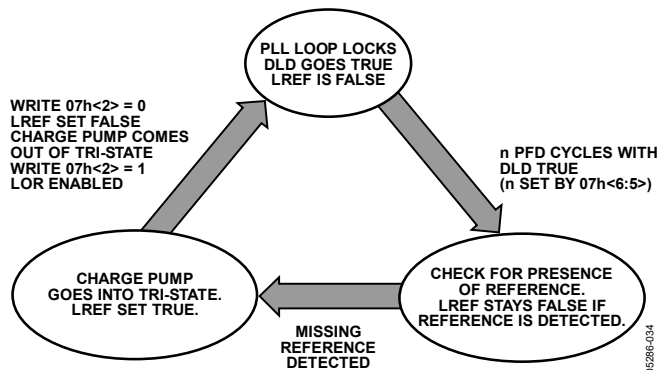 PLL LOOP LOCKS
DLD GOES TRUE
LREF IS FALSE
WRITE 07h<2> = 0
LREF SET FALSE
CHARGE PUMP COMES
OUT OF TRI-STATE
WRITE 07h<2> = 1
LOR ENABLED
n PFD CYCLES WITH
DLD TRUE
(n SET BY 07h<6:5>)
CHARGE PUMP
GOES INTO TRI-STATE.
LREF SET TRUE.
CHECK FOR PRESENCE
OF REFERENCE.
LREF STAYS FALSE IF
REFERENCE IS DETECTED.
MISSING
REFERENCE
DETECTED
05286-034